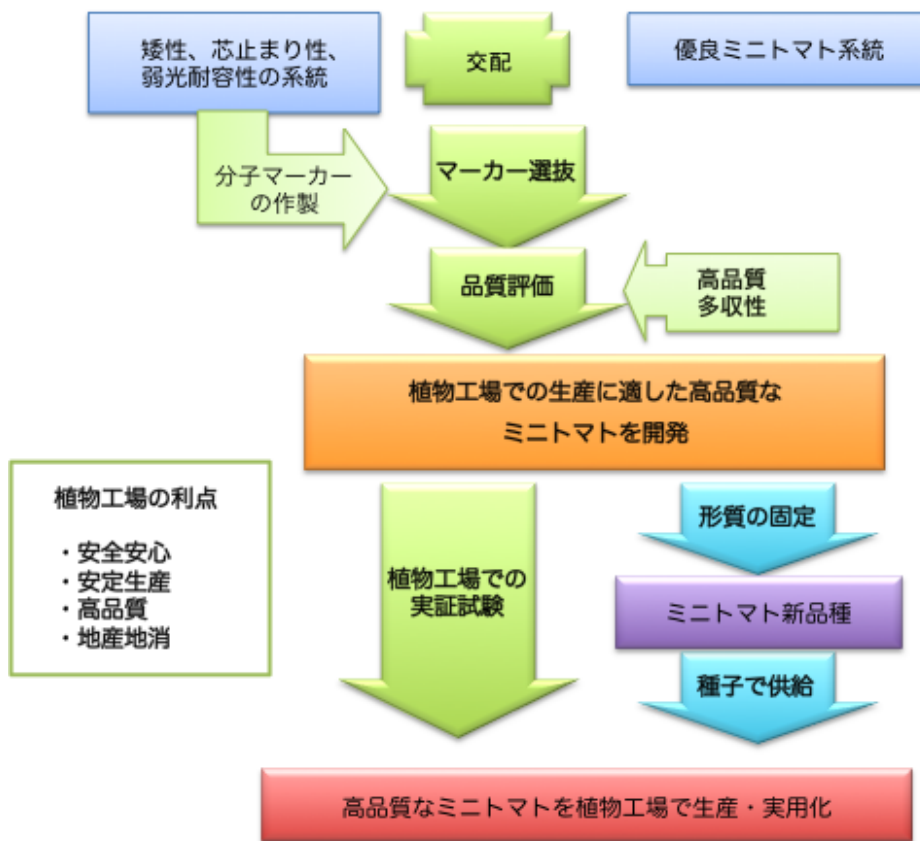 矮性、芯止まり性、
弱光耐容性の系統
交配
優良ミニトマト系統
分子マーカー
の作製
マーカー選抜
品質評価
高品質
多収性
植物工場での生産に適した高品質な
ミニトマトを開発
植物工場の利点
・安全安心
・安定生産
・高品質
・地産地消
植物工場での
実証試験
形質の固定
ミニトマト新品種
種子で供給
高品質なミニトマトを植物工場で生産・実用化